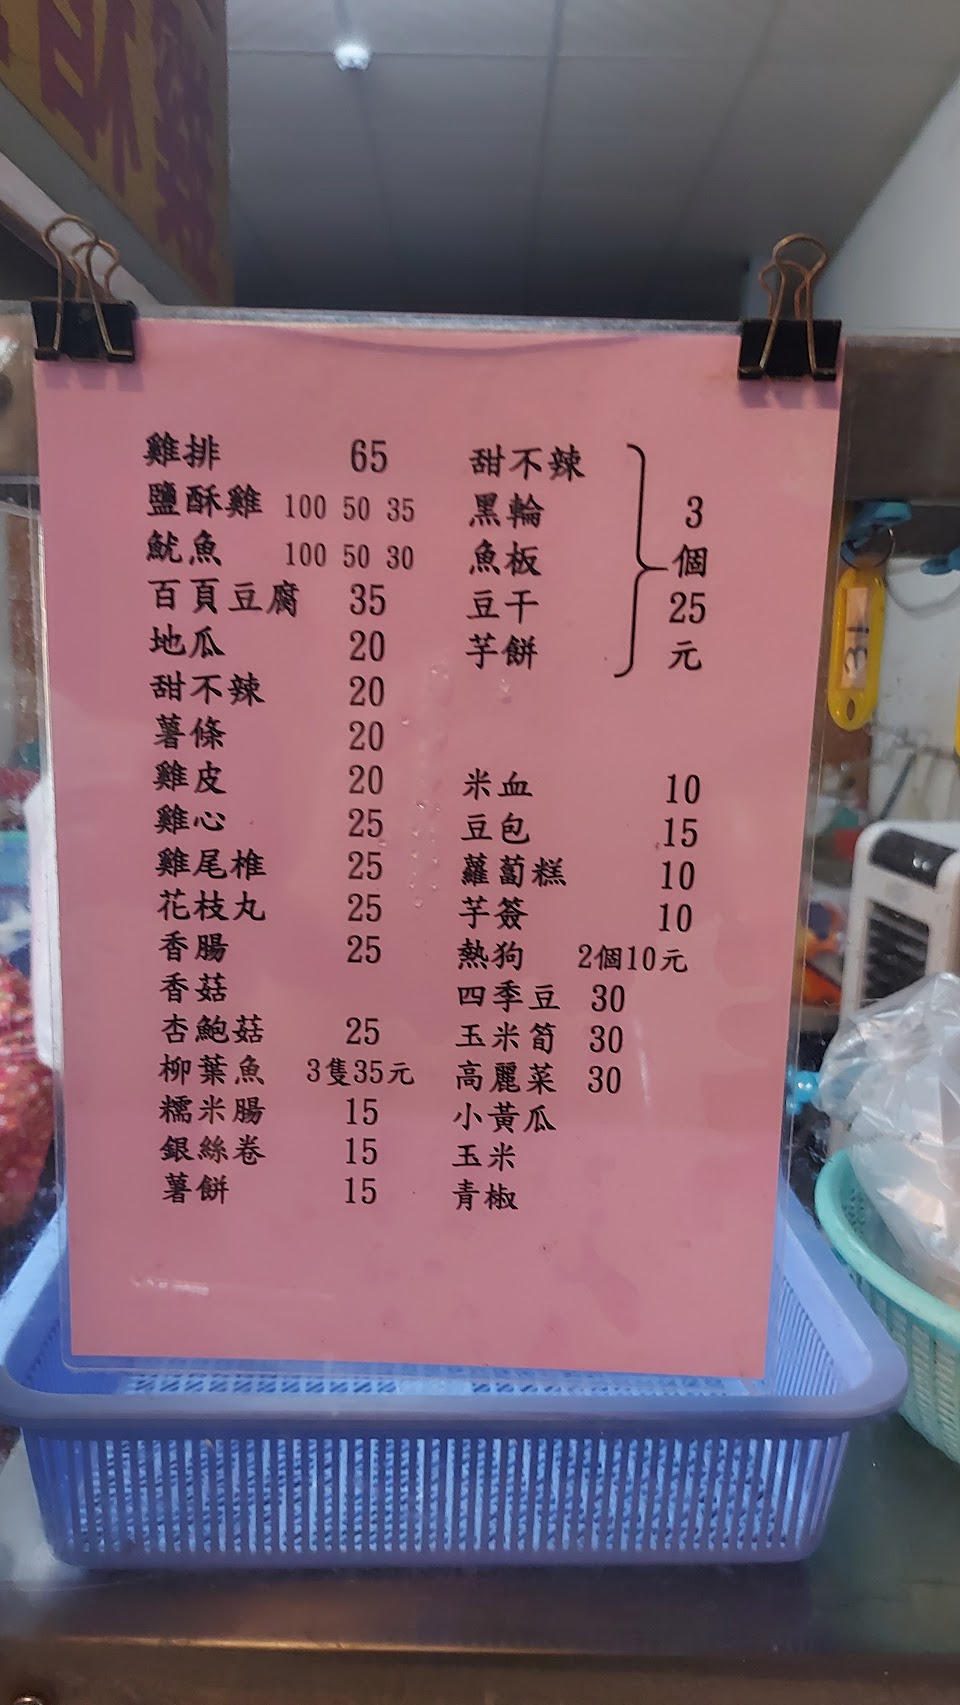 酥雞
雞排 65
鹽酥雞 100 50 35
魷魚 100 50 30
百頁豆腐 35
地瓜 20
甜不辣 20
薯條 20
雞皮 20
雞心 25
雞尾椎 25
花枝丸 25
香腸 25
香菇
杏鮑菇 25
柳葉魚 3隻35元
糯米腸 15
銀絲卷 15
薯餅 15
甜不辣
黑輪
魚板
豆干
芋餅
3
個
25
元
米血 10
豆包 15
蘿蔔糕 10
芋簽 10
熱狗 2個10元
四季豆 30
玉米筍 30
高麗菜 30
小黃瓜
玉米
青椒
31